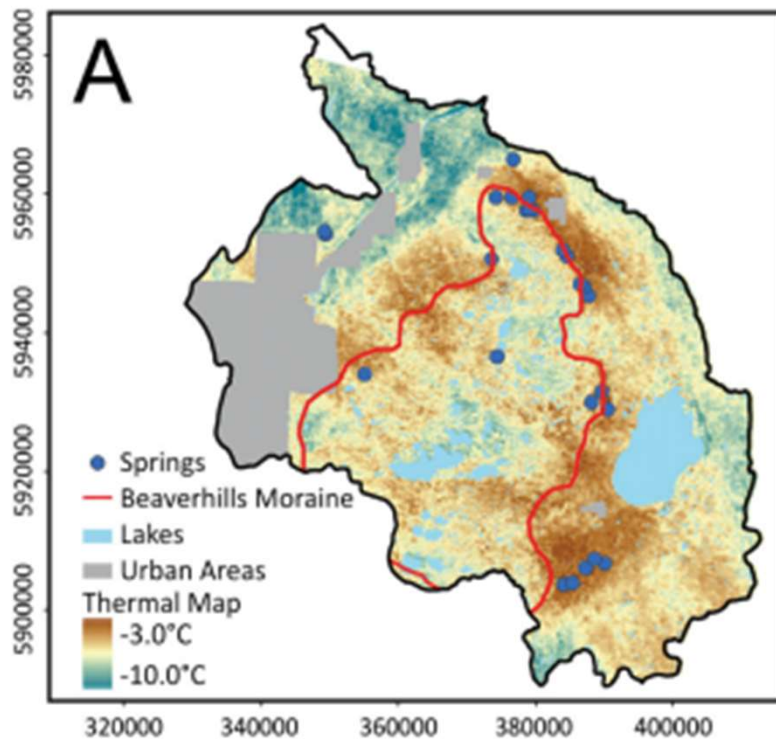 A
5980000
5960000
5940000
5920000
5900000
Springs
Beaverhills Moraine
Lakes
Urban Areas
Thermal Map
-3.0°C
-10.0°C
320000 340000 360000 380000 400000